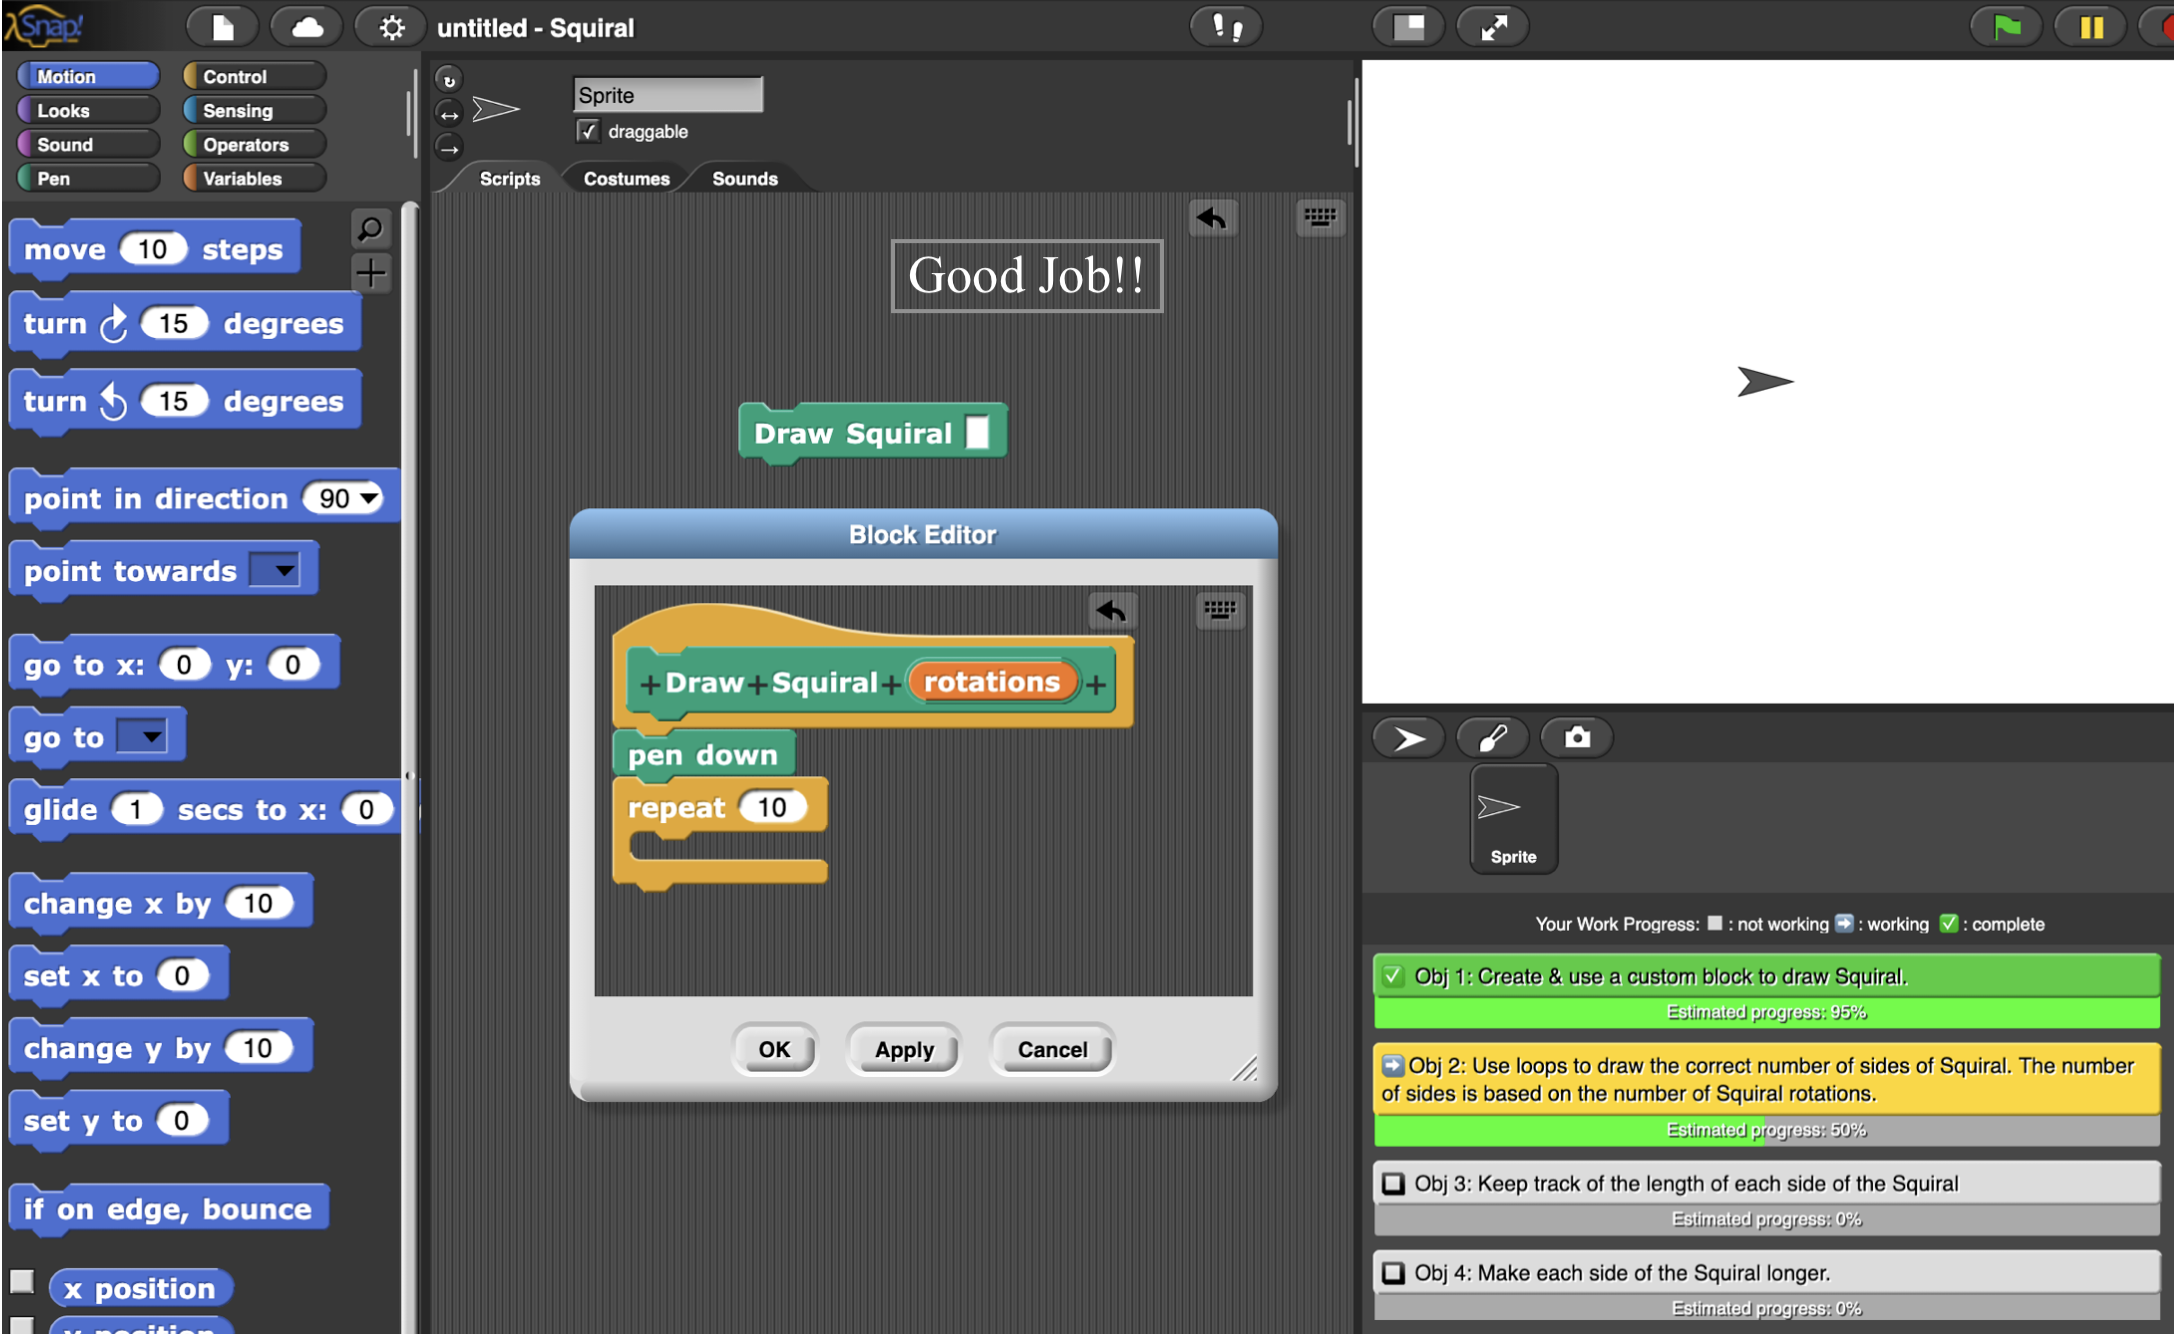 Snap!
untitled - Squiral
Motion
Control
Looks
Sensing
Sound
Operators
Pen
Variables
move 10 steps
turn 15 degrees
turn 15 degrees
point in direction 90
point towards
go to x: 0 y: 0
go to
glide 1 secs to x: 0
change x by 10
set x to 0
change y by 10
set y to 0
if on edge, bounce
x position
y position
Sprite
draggable
Scripts
Costumes
Sounds
Good Job!!
Draw Squiral
Block Editor
+Draw+Squiral+ rotations +
pen down
repeat 10
OK
Apply
Cancel
Sprite
Your Work Progress: : not working : working : complete
Obj 1: Create & use a custom block to draw Squiral.
Estimated progress: 95%
Obj 2: Use loops to draw the correct number of sides of Squiral. The number
of sides is based on the number of Squiral rotations.
Estimated progress: 50%
Obj 3: Keep track of the length of each side of the Squiral
Estimated progress: 0%
Obj 4: Make each side of the Squiral longer.
Estimated progress: 0%